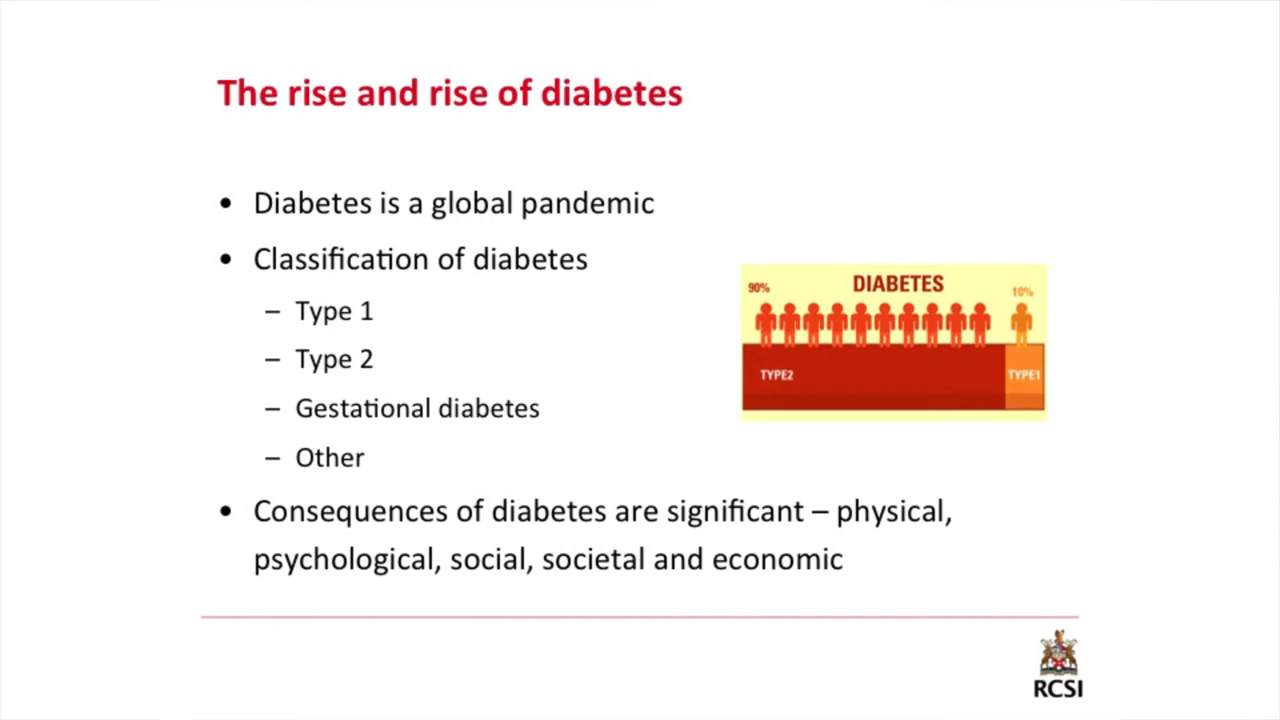 The rise and rise of diabetes
• Diabetes is a global pandemic
• Classification of diabetes
– Type 1
– Type 2
– Gestational diabetes
– Other
90%
DIABETES
10%
TYPE2
TYPE1
• Consequences of diabetes are significant – physical,
psychological, social, societal and economic
RCSI